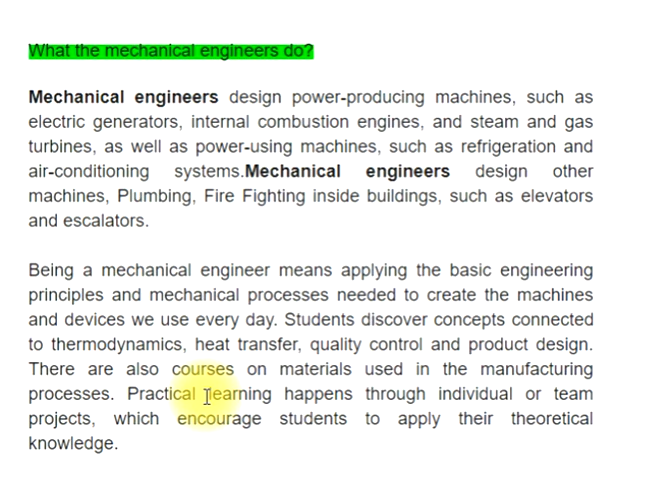 What the mechanical engineers do?
Mechanical engineers design power-producing machines, such as
electric generators, internal combustion engines, and steam and gas
turbines, as well as power-using machines, such as refrigeration and
air-conditioning systems.Mechanical engineers design other
machines, Plumbing, Fire Fighting inside buildings, such as elevators
and escalators.
Being a mechanical engineer means applying the basic engineering
principles and mechanical processes needed to create the machines
and devices we use every day. Students discover concepts connected
to thermodynamics, heat transfer, quality control and product design.
There are also courses on materials used in the manufacturing
processes. Practical learning happens through individual or team
projects, which encourage students to apply their theoretical
knowledge.